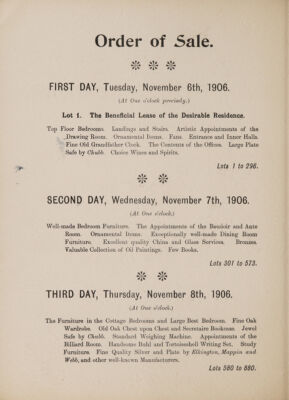 Order of Sale.
FIRST DAY, Tuesday, November 6th, 1906.
(At One o'clock precisely.)
Lot 1. The Beneficial Lease of the Desirable Residence.
Top Floor Bedrooms. Landings and Stairs. Artistic Appointments of the
Drawing Room. Ornamental Items. Fans. Entrance and Inner Halls.
Fine Old Grandfather Clock. The Contents of the Offices. Large Plate
Safe by Chubb. Choice Wines and Spirits.
Lots 1 to 296.
SECOND DAY, Wednesday, November 7th, 1906.
(At One o'clock.)
Well-made Bedroom Furniture. The Appointments of the Boudoir and Ante
Room. Ornamental Items. Exceptionally well-made Dining Room
Furniture. Excellent quality China and Glass Services. Bronzes.
Valuable Collection of Oil Paintings. Few Books.
Lots 301 to 573.
THIRD DAY, Thursday, November 8th, 1906.
(At One o'clock.)
The Furniture in the Cottage Bedrooms and Large Best Bedroom. Fine Oak
Wardrobe. Old Oak Chest upon Chest and Secretaire Bookcase. Jewel
Safe by Chubb. Standard Weighing Machine. Appointments of the
Billiard Room. Handsome Buhl and Tortoiseshell Writing Set. Study
Furniture. Fine Quality Silver and Plate by Elkington, Mappin and
Webb, and other well-known Manufacturers.
Lots 580 to 880.